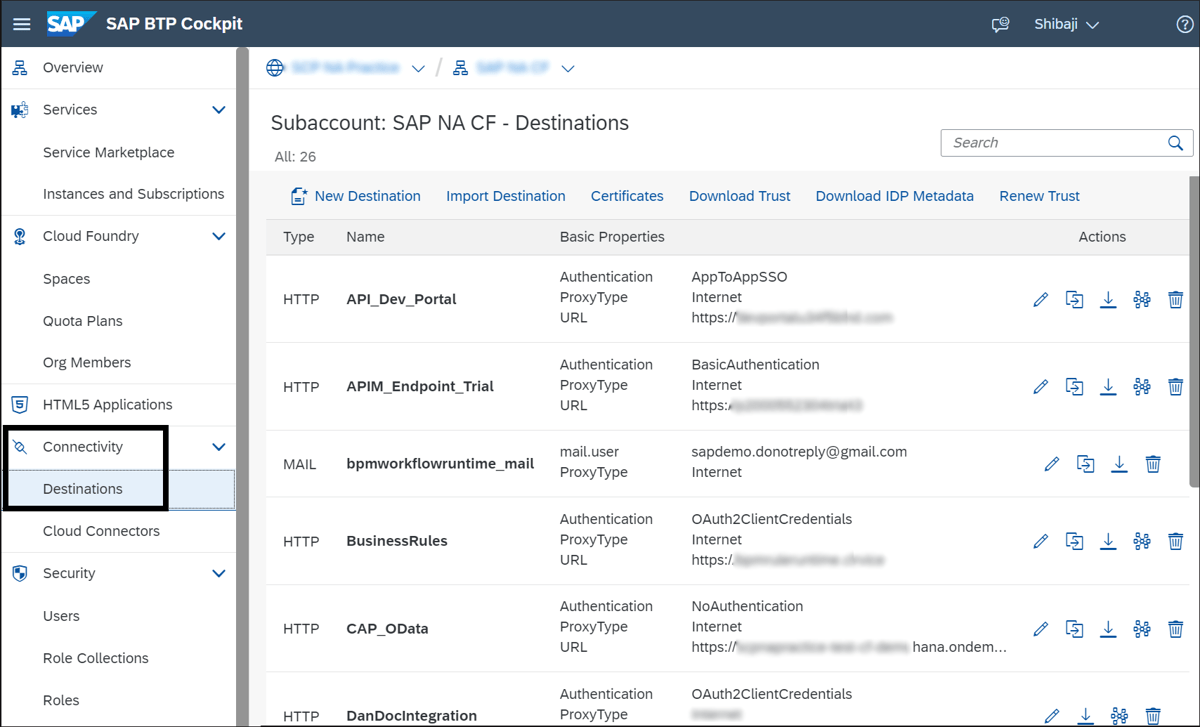 SAP SAP BTP Cockpit
Shibaji
Overview
Services
Service Marketplace
Instances and Subscriptions
Cloud Foundry
Spaces
Quota Plans
Org Members
HTML5 Applications
Connectivity
Destinations
Cloud Connectors
Security
Users
Role Collections
Roles
Subaccount: SAP NA CF - Destinations
All: 26
Search
New Destination Import Destination Certificates Download Trust Download IDP Metadata Renew Trust
Type Name Basic Properties Actions
HTTP API_Dev_Portal
Authentication AppToAppSSO
ProxyType Internet
URL https://
HTTP APIM_Endpoint_Trial
Authentication BasicAuthentication
ProxyType Internet
URL https:
MAIL bpmworkflowruntime_mail
mail.user sapdemo.donotreply@gmail.com
ProxyType Internet
HTTP BusinessRules
Authentication OAuth2ClientCredentials
ProxyType Internet
URL https:
HTTP CAP_OData
Authentication NoAuthentication
ProxyType Internet
URL https:// hana.ondem...
HTTP DanDocIntegration
Authentication OAuth2ClientCredentials
ProxyType